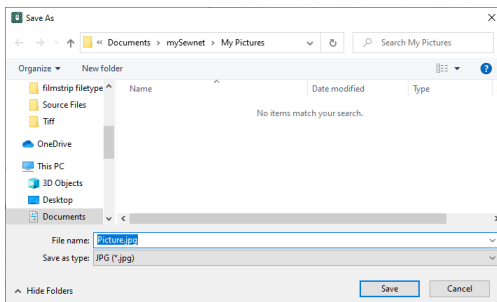 Save As
« Documents › mySewnet › My Pictures
Search My Pictures
Organize
New folder
filmstrip filetype
Source Files
Tiff
OneDrive
This PC
3D Objects
Desktop
Documents
Name
Date modified
Type
No items match your search.
File name: Picture.jpg
Save as type: JPG (*.jpg)
Hide Folders
Save
Cancel